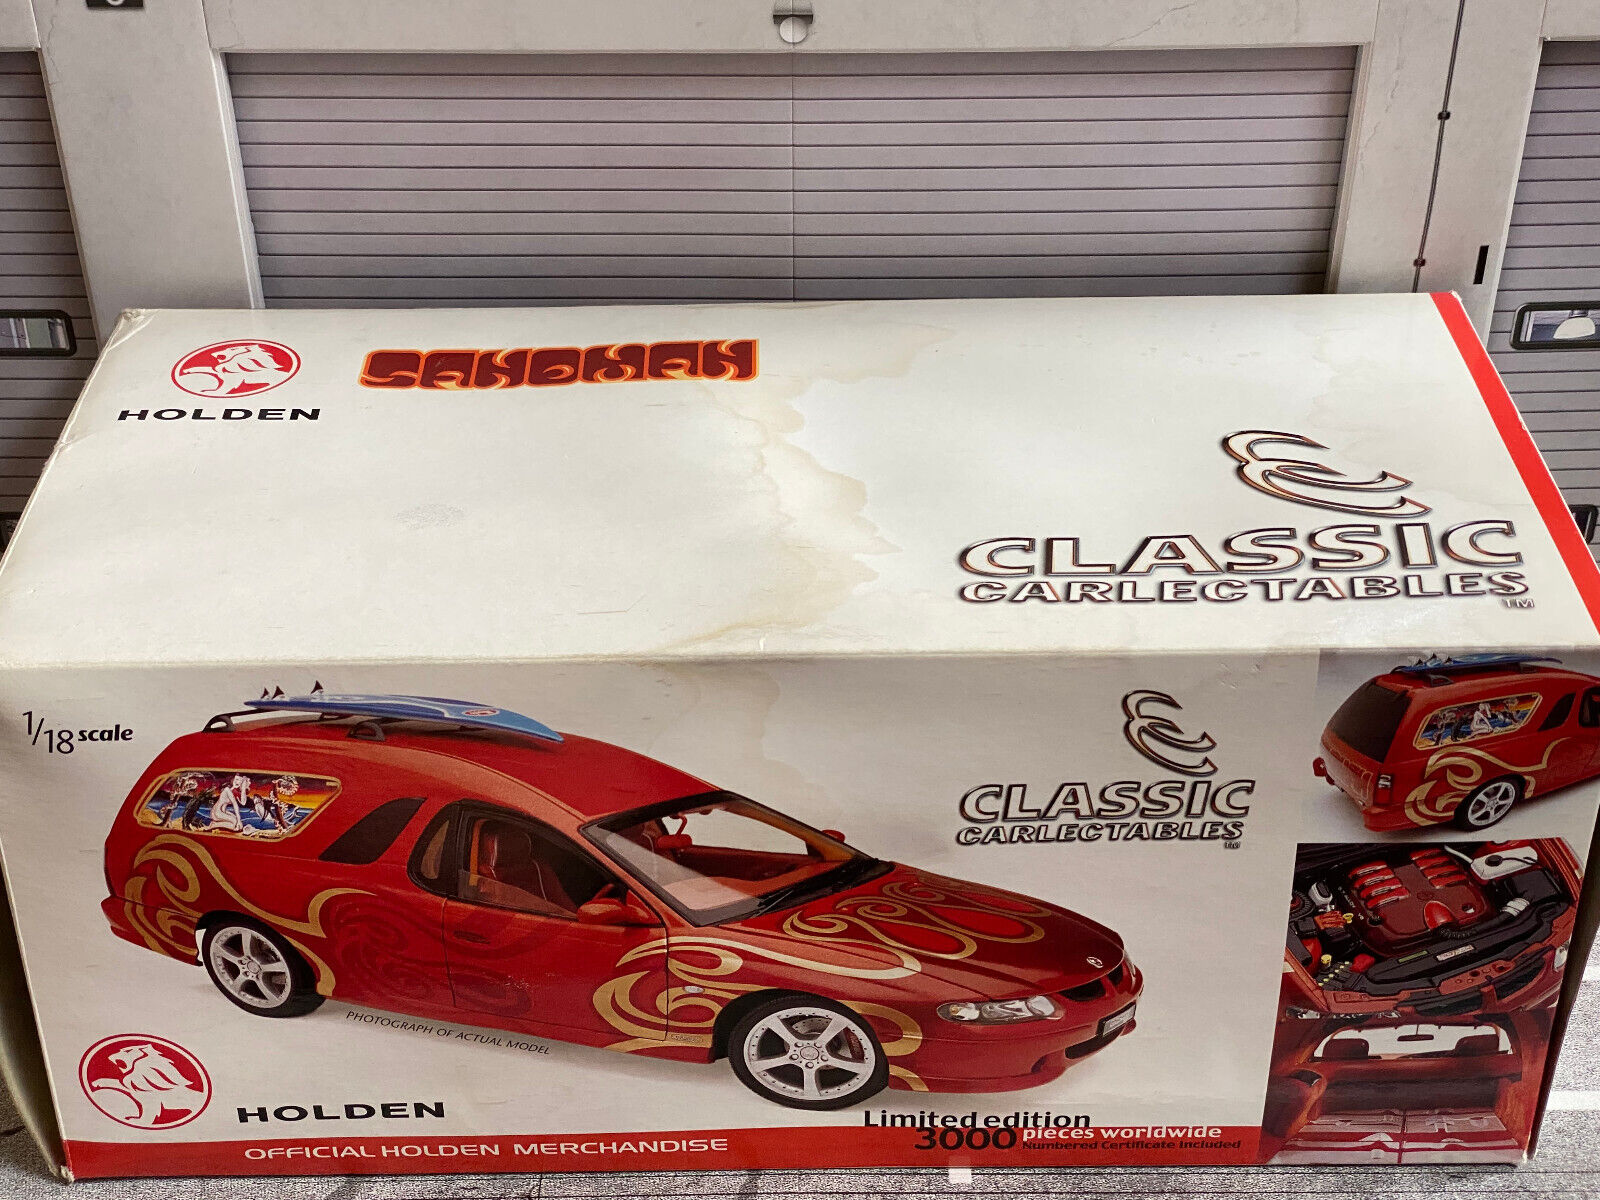 HOLDEN
SANDMAN
CLASSIC
CARLECTABLES
TM
1/18 scale
CLASSIC
CARLECTABLES
TM
PHOTOGRAPH OF ACTUAL MODEL
HOLDEN
Limited edition
3000 pieces worldwide
Numbered Certificate Included
OFFICIAL HOLDEN MERCHANDISE